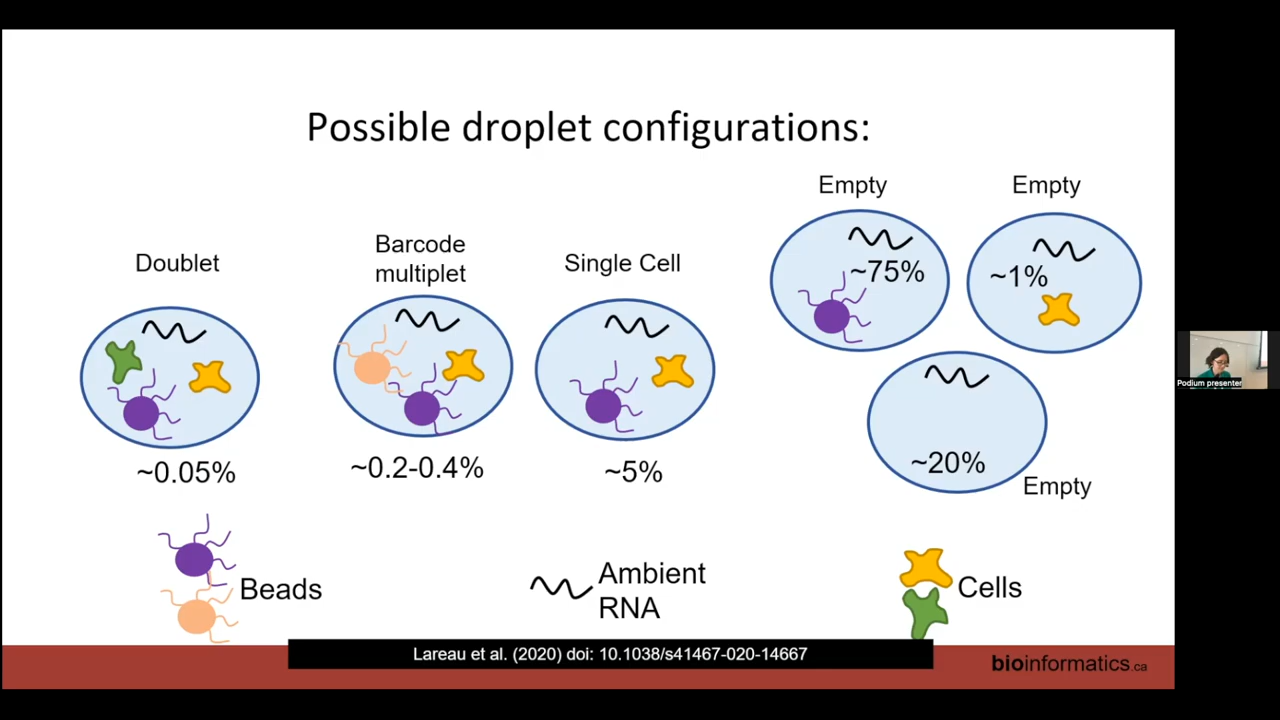 Possible droplet configurations:
Empty
Empty
Doublet
Barcode
multiplet
Single Cell
~75%
~1%
~0.05%
~0.2-0.4%
~5%
~20%
Empty
Beads
Ambient
RNA
Cells
Lareau et al. (2020) doi: 10.1038/s41467-020-14667
bioinformatics.ca
Podium presenter